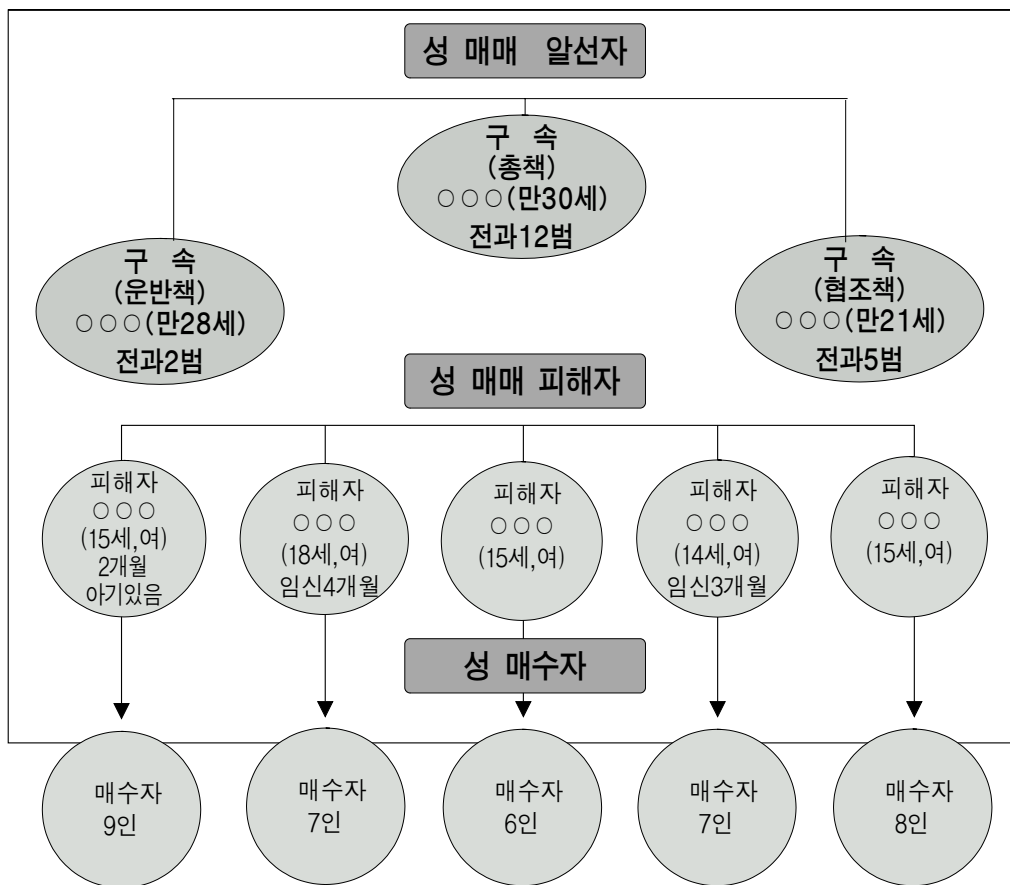 성 매매 알선자
구 속
(총책)
○○○(만30세)
전과12범
구 속
(운반책)
○○○(만28세)
전과2범
구 속
(협조책)
○○○(만21세)
전과5범
성 매매 피해자
피해자
○○○
(15세,여)
2개월
아기있음
피해자
○○○
(18세,여)
임신4개월
피해자
○○○
(15세,여)
피해자
○○○
(14세,여)
임신3개월
피해자
○○○
(15세,여)
성 매수자
매수자
9인
매수자
7인
매수자
6인
매수자
7인
매수자
8인